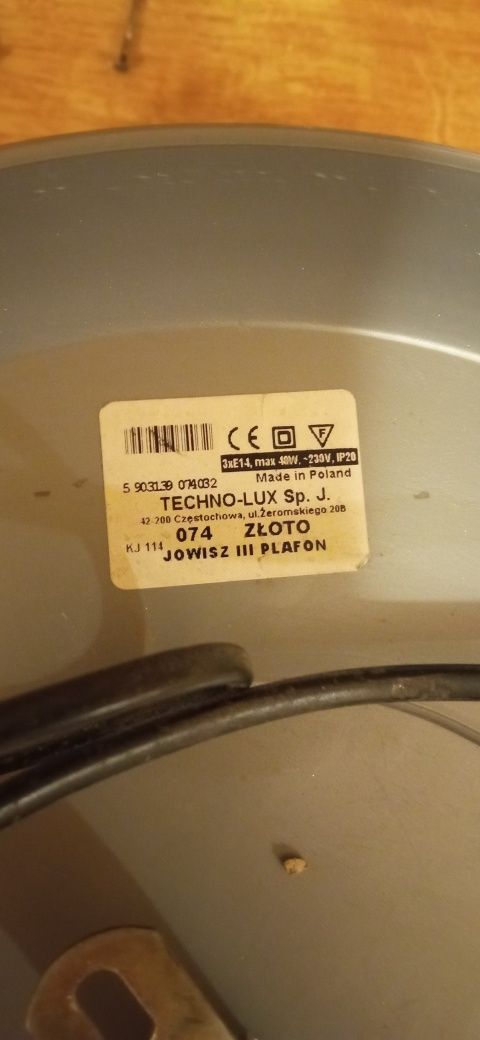 CE F
3xE14, max 40W, ~230V, IP20
5 903139 074032
Made in Poland
TECHNO-LUX Sp. J.
42-200 Częstochowa, ul.Żeromskiego 20B
KJ 114 074 ZŁOTO
JOWISZ III PLAFON